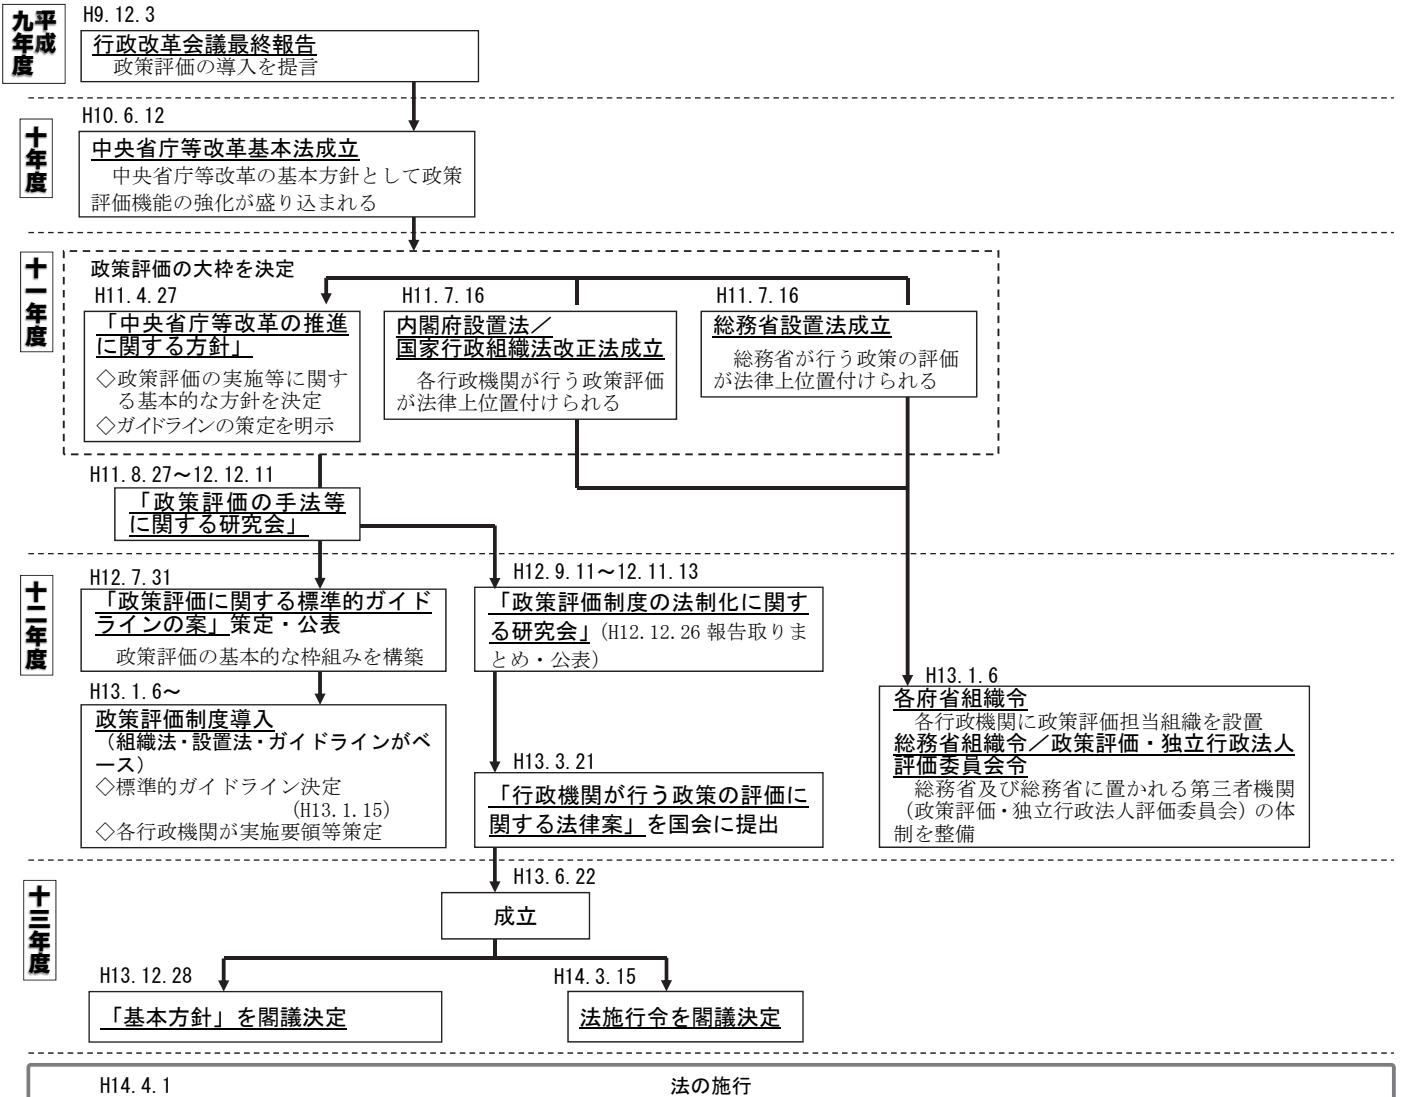 平成
九年度
H9.12.3
行政改革会議最終報告
政策評価の導入を提言
十年度
H10.6.12
中央省庁等改革基本法成立
中央省庁等改革の基本方針として政策
評価機能の強化が盛り込まれる
十一年度
政策評価の大枠を決定
H11.4.27
「中央省庁等改革の推進
に関する方針」
◇政策評価の実施等に関す
る基本的な方針を決定
◇ガイドラインの策定を明示
H11.7.16
内閣府設置法／
国家行政組織法改正法成立
各行政機関が行う政策評価
が法律上位置付けられる
H11.7.16
総務省設置法成立
総務省が行う政策の評価
が法律上位置付けられる
H11.8.27～12.12.11
「政策評価の手法等
に関する研究会」
十二年度
H12.7.31
「政策評価に関する標準的ガイド
ラインの案」策定・公表
政策評価の基本的な枠組みを構築
H12.9.11～12.11.13
「政策評価制度の法制化に関す
る研究会」（H12.12.26 報告取りま
とめ・公表）
H13.1.6～
政策評価制度導入
（組織法・設置法・ガイドラインがベ
ース）
◇標準的ガイドライン決定
（H13.1.15）
◇各行政機関が実施要領等策定
H13.3.21
「行政機関が行う政策の評価に
関する法律案」を国会に提出
H13.1.6
各府省組織令
各行政機関に政策評価担当組織を設置
総務省組織令／政策評価・独立行政法人
評価委員会令
総務省及び総務省に置かれる第三者機関
（政策評価・独立行政法人評価委員会）の体
制を整備
十三年度
H13.6.22
成立
H13.12.28
「基本方針」を閣議決定
H14.3.15
法施行令を閣議決定
H14.4.1
法の施行